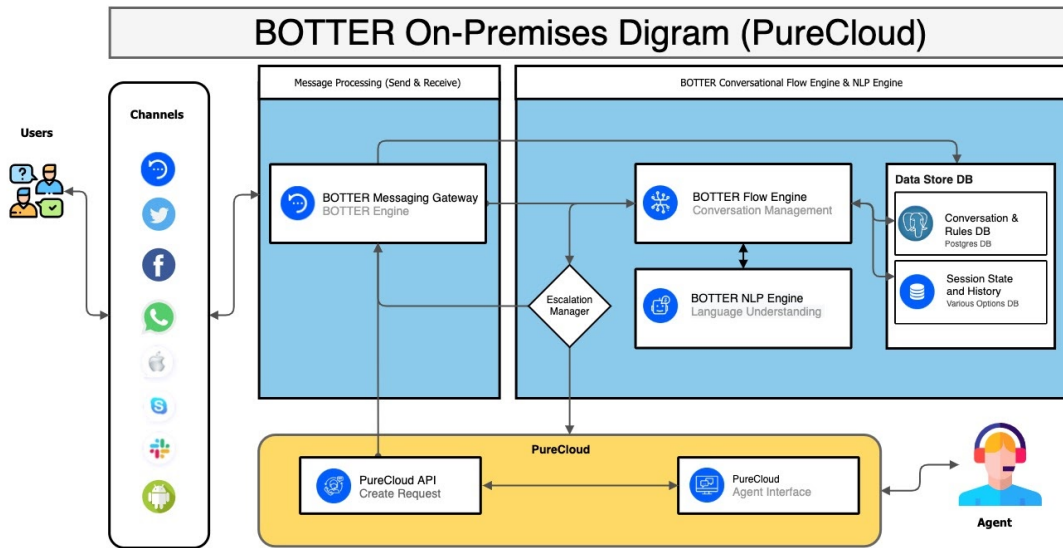 BOTTER On-Premises Digram (PureCloud)
Message Processing (Send & Receive)
BOTTER Conversational Flow Engine & NLP Engine
Channels
Users
BOTTER Messaging Gateway
BOTTER Engine
BOTTER Flow Engine
Conversation Management
Data Store DB
Conversation &
Rules DB
Postgres DB
Session State
and History
Various Options DB
BOTTER NLP Engine
Language Understanding
Escalation
Manager
PureCloud
PureCloud API
Create Request
PureCloud
Agent Interface
Agent